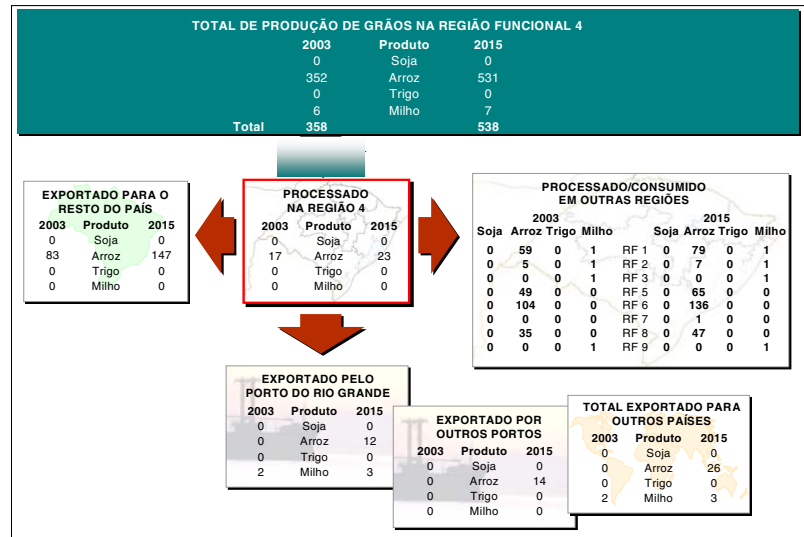 TOTAL DE PRODUÇÃO DE GRÃOS NA REGIÃO FUNCIONAL 4
2003 Produto 2015
0 Soja 0
352 Arroz 531
0 Trigo 0
6 Milho 7
Total 358 538
EXPORTADO PARA O
RESTO DO PAÍS
2003 Produto 2015
0 Soja 0
83 Arroz 147
0 Trigo 0
0 Milho 0
PROCESSADO
NA REGIÃO 4
2003 Produto 2015
0 Soja 0
17 Arroz 23
0 Trigo 0
0 Milho 0
PROCESSADO/CONSUMIDO
EM OUTRAS REGIÕES
2003 2015
Soja Arroz Trigo Milho Soja Arroz Trigo Milho
0 59 0 1 RF 1 0 79 0 1
0 5 0 1 RF 2 0 7 0 1
0 0 0 1 RF 3 0 0 0 1
0 49 0 0 RF 5 0 65 0 0
0 104 0 0 RF 6 0 136 0 0
0 0 0 0 RF 7 0 1 0 0
0 35 0 0 RF 8 0 47 0 0
0 0 0 1 RF 9 0 0 0 1
EXPORTADO PELO
PORTO DO RIO GRANDE
2003 Produto 2015
0 Soja 0
0 Arroz 12
0 Trigo 0
2 Milho 3
EXPORTADO POR
OUTROS PORTOS
2003 Produto 2015
0 Soja 0
0 Arroz 14
0 Trigo 0
0 Milho 0
TOTAL EXPORTADO PARA
OUTROS PAÍSES
2003 Produto 2015
0 Soja 0
0 Arroz 26
0 Trigo 0
2 Milho 3